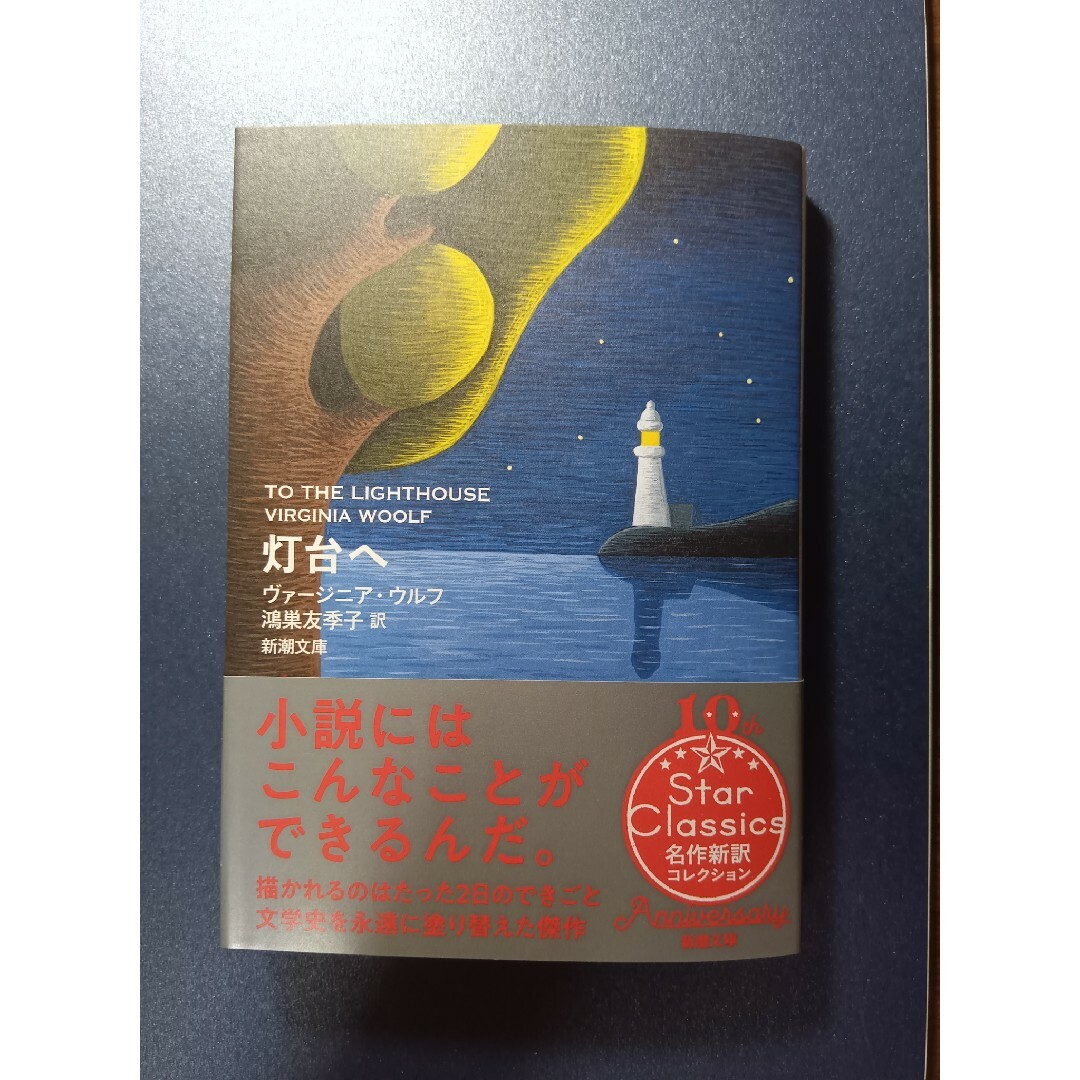 TO THE LIGHTHOUSE
VIRGINIA WOOLF
灯台へ
ヴァージニア・ウルフ
鴻巣友季子 訳
新潮文庫
小説には
こんなことが
できるんだ。
描かれるのはたった2日のできごと
文学史を永遠に塗り替えた傑作
10th
Star
Classics
名作新訳
コレクション
Anniversary
新潮文庫